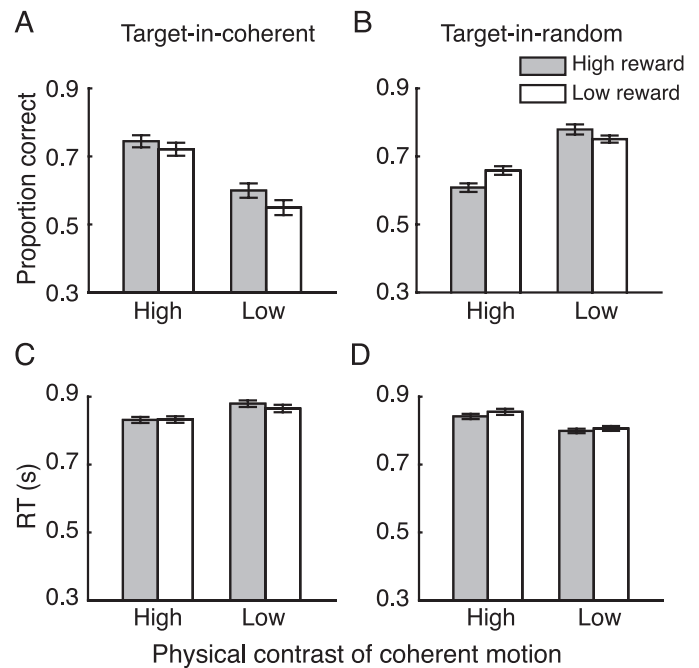 A Target-in-coherent
B Target-in-random
High reward
Low reward
Proportion correct
0.9
0.7
0.5
0.3
High Low
0.9
0.7
0.5
0.3
High Low
C
RT (s)
0.9
0.7
0.5
0.3
High Low
D
0.9
0.7
0.5
0.3
High Low
Physical contrast of coherent motion